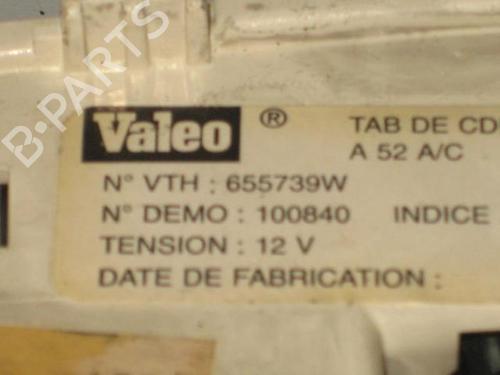 B-PARTS
Valeo ® TAB DE CD
A 52 A/C
N° VTH : 655739W
N° DEMO : 100840 INDICE
TENSION : 12 V
DATE DE FABRICATION :